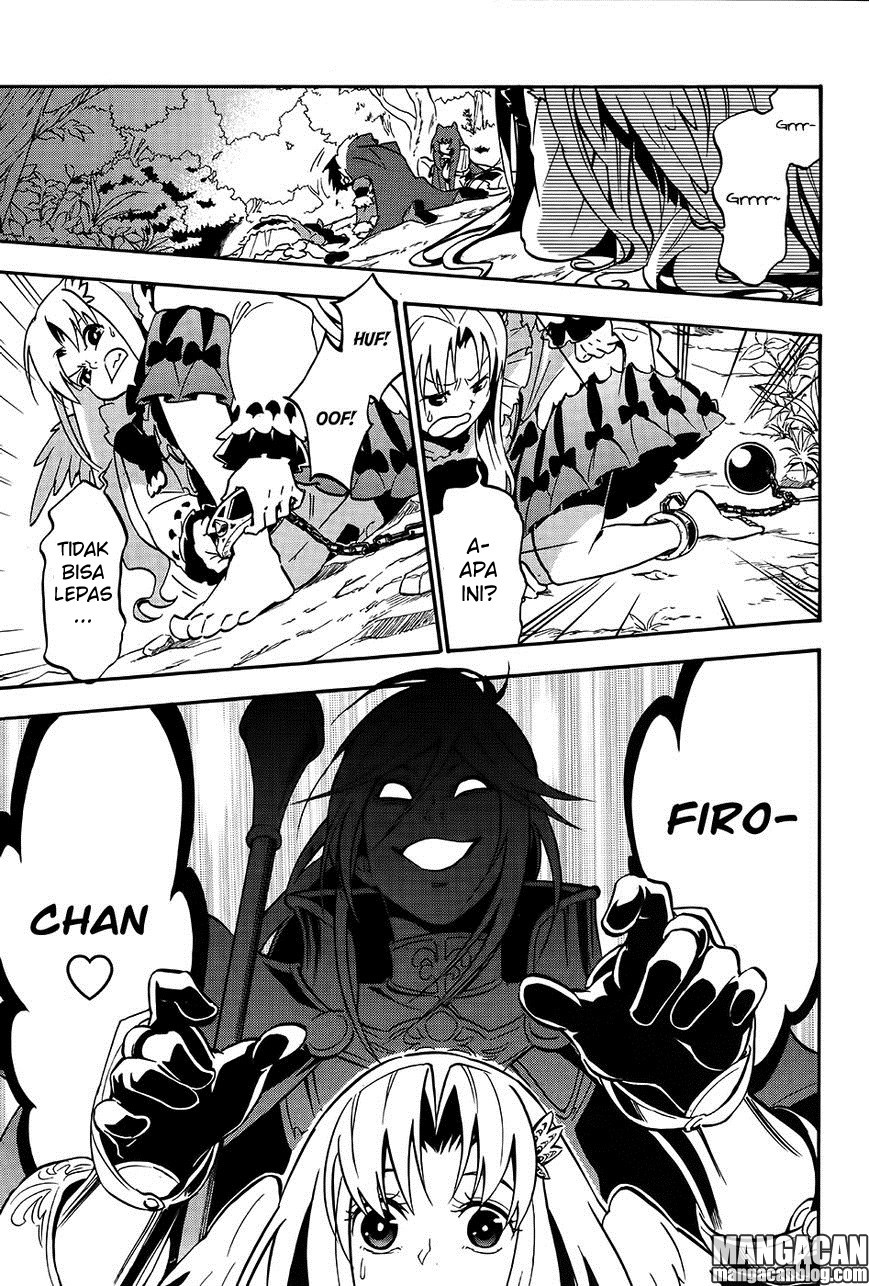 Grrr~
Grrrr~
A-
APA
INI?
HUF!
OOF!
TIDAK
BISA
LEPAS
...
FIRO-
CHAN
♡
MANGACAN
mangacanblog.com